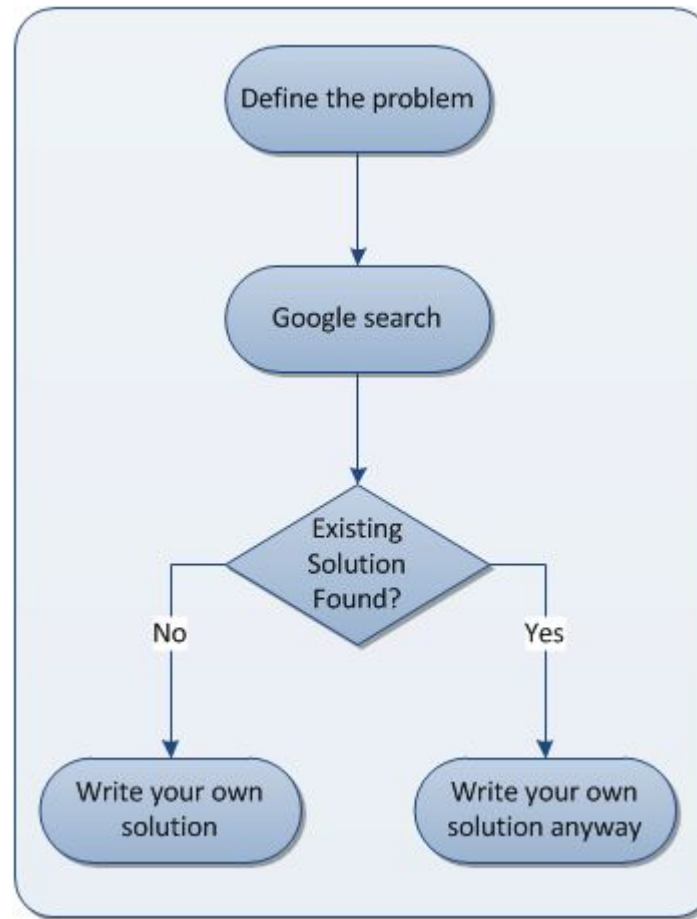 Define the problem
Google search
Existing
Solution
Found?
No
Yes
Write your own
solution
Write your own
solution anyway